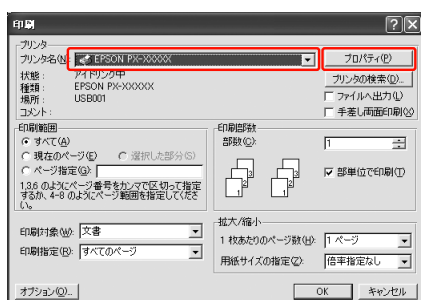 印刷
プリンタ
プリンタ名(N): EPSON PX-XXXXX
プロパティ(P)
状態： アイドリング中
プリンタの検索(D)...
種類： EPSON PX-XXXXX
場所： USB001
ファイルへ出力(L)
コメント：
手差し両面印刷(X)
印刷範囲
すべて(A)
現在のページ(E)
選択した部分(S)
ページ指定(G):
1,3,6 のようにページ番号をカンマで区切って指定
するか、4-8 のようにページ範囲を指定してくださ
い。
印刷部数
部数(C):
1
部単位で印刷(T)
1 1 2 2 3 3
印刷対象(W): 文書
印刷指定(R): すべてのページ
拡大/縮小
1 枚あたりのページ数(H): 1 ページ
用紙サイズの指定(Z): 倍率指定なし
オプション(O)...
OK
キャンセル